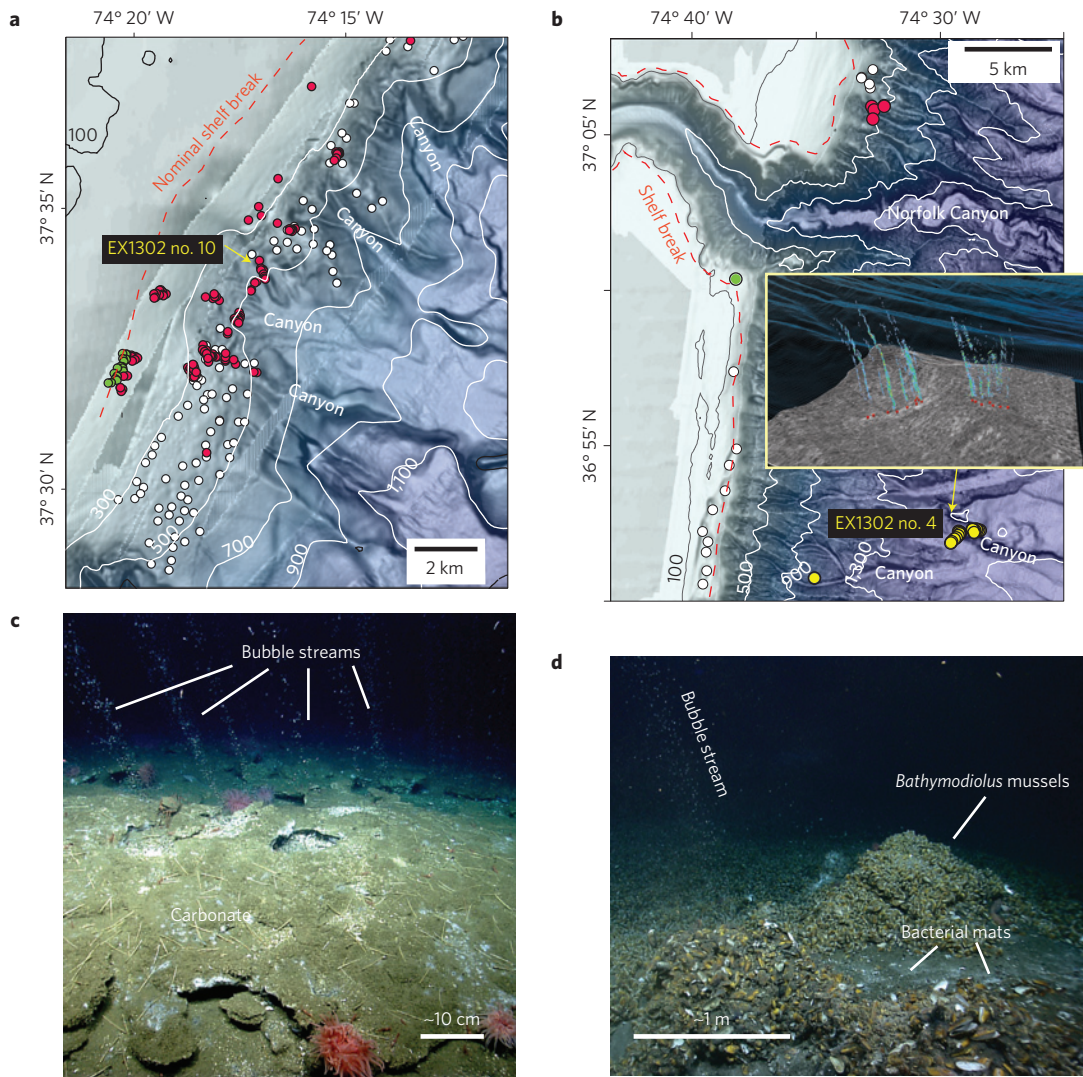 a
74° 20′ W
74° 15′ W
37° 35′ N
37° 30′ N
100
Nominal shelf break
Canyon
Canyon
EX1302 no. 10
Canyon
Canyon
300
500
700
900
1,100
2 km
b
74° 40′ W
74° 30′ W
5 km
37° 05′ N
36° 55′ N
Norfolk Canyon
Shelf break
EX1302 no. 4
Canyon
Canyon
100
500
900
1,300
c
Bubble streams
Carbonate
~10 cm
d
Bubble stream
Bathymodiolus mussels
Bacterial mats
~1 m